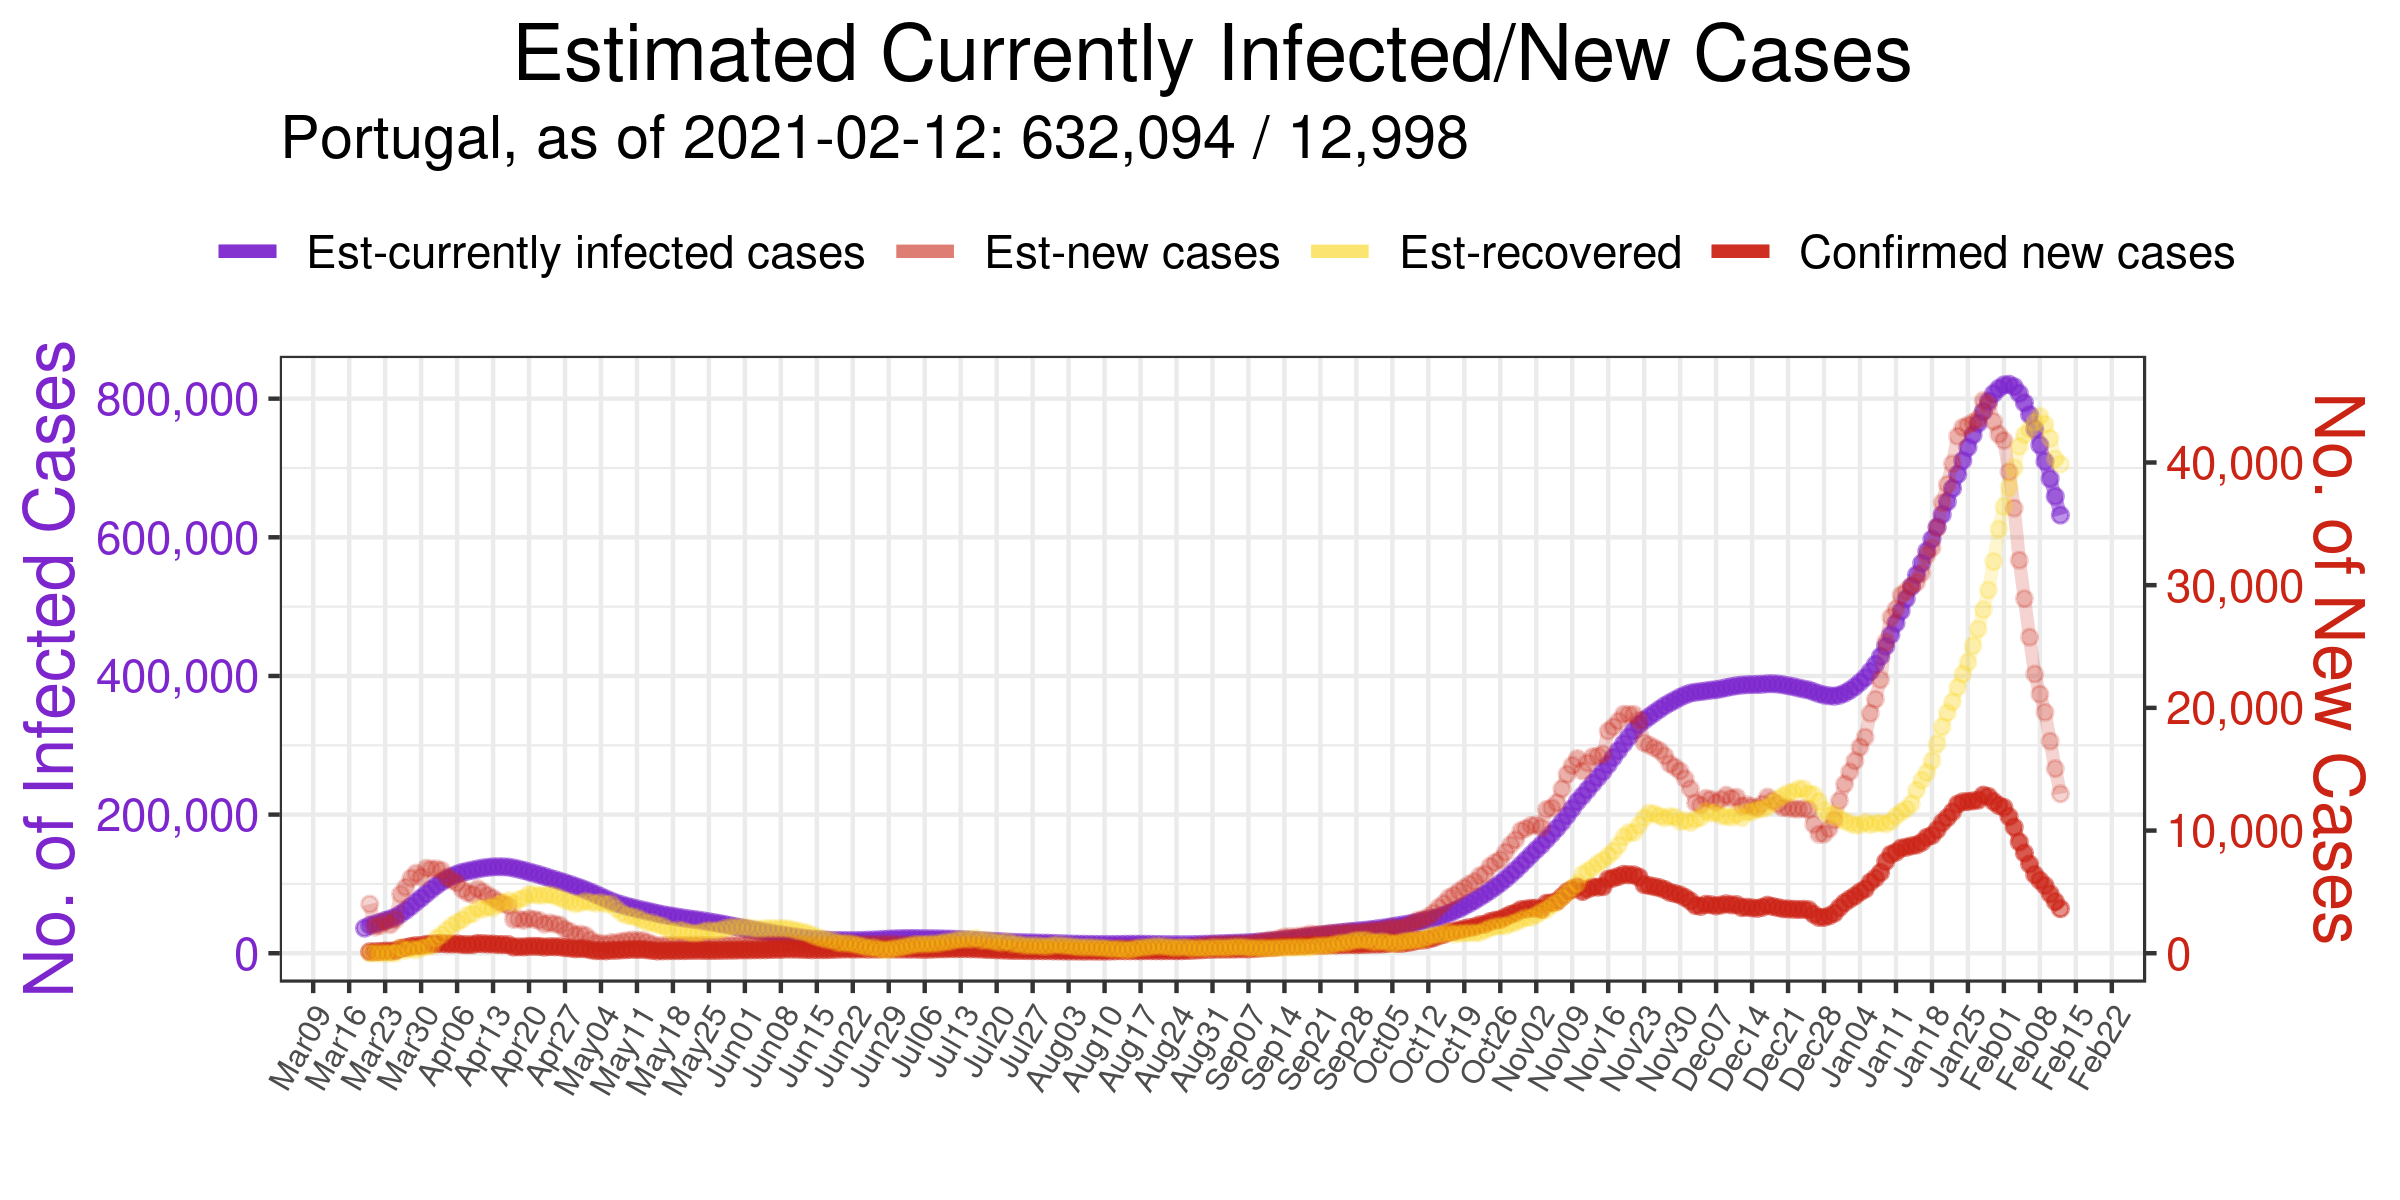 Estimated Currently Infected/New Cases
Portugal, as of 2021-02-12: 632,094 / 12,998
Est-currently infected cases Est-new cases Est-recovered Confirmed new cases
No. of Infected Cases
800,000
600,000
400,000
200,000
0
No. of New Cases
40,000
30,000
20,000
10,000
0
Mar09 Mar16 Mar23 Mar30 Apr06 Apr13 Apr20 Apr27 May04 May11 May18 May25 Jun01 Jun08 Jun15 Jun22 Jun29 Jul06 Jul13 Jul20 Jul27 Aug03 Aug10 Aug17 Aug24 Aug31 Sep07 Sep14 Sep21 Sep28 Oct05 Oct12 Oct19 Oct26 Nov02 Nov09 Nov16 Nov23 Nov30 Dec07 Dec14 Dec21 Dec28 Jan04 Jan11 Jan18 Jan25 Feb01 Feb08 Feb15 Feb22